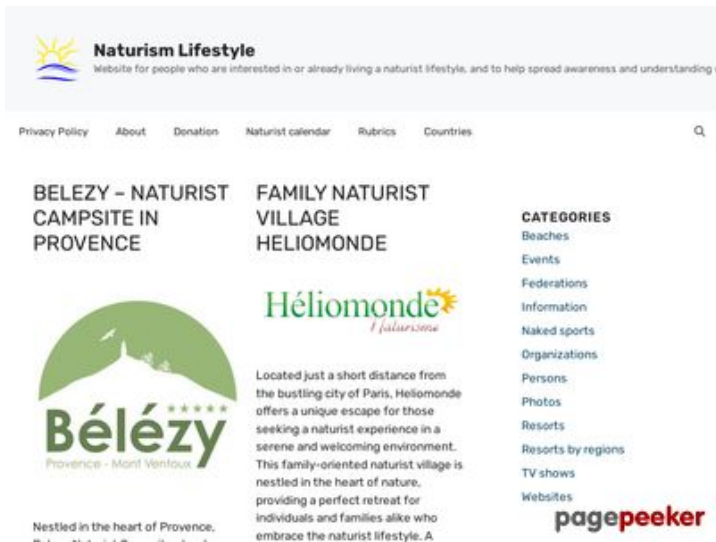 Naturism Lifestyle
Website for people who are interested in or already living a naturist lifestyle, and to help spread awareness and understanding
Privacy Policy About Donation Naturist calendar Rubrics Countries
BELEZY – NATURIST
CAMPSITE IN
PROVENCE
Bélézy
Provence - Mont Ventoux
Nestled in the heart of Provence,
FAMILY NATURIST
VILLAGE
HELIOMONDE
Héliomonde
Naturisme
Located just a short distance from
the bustling city of Paris, Heliomonde
offers a unique escape for those
seeking a naturist experience in a
serene and welcoming environment.
This family-oriented naturist village is
nestled in the heart of nature,
providing a perfect retreat for
individuals and families alike who
embrace the naturist lifestyle. A
CATEGORIES
Beaches
Events
Federations
Information
Naked sports
Organizations
Persons
Photos
Resorts
Resorts by regions
TV shows
Websites
pagepeeker